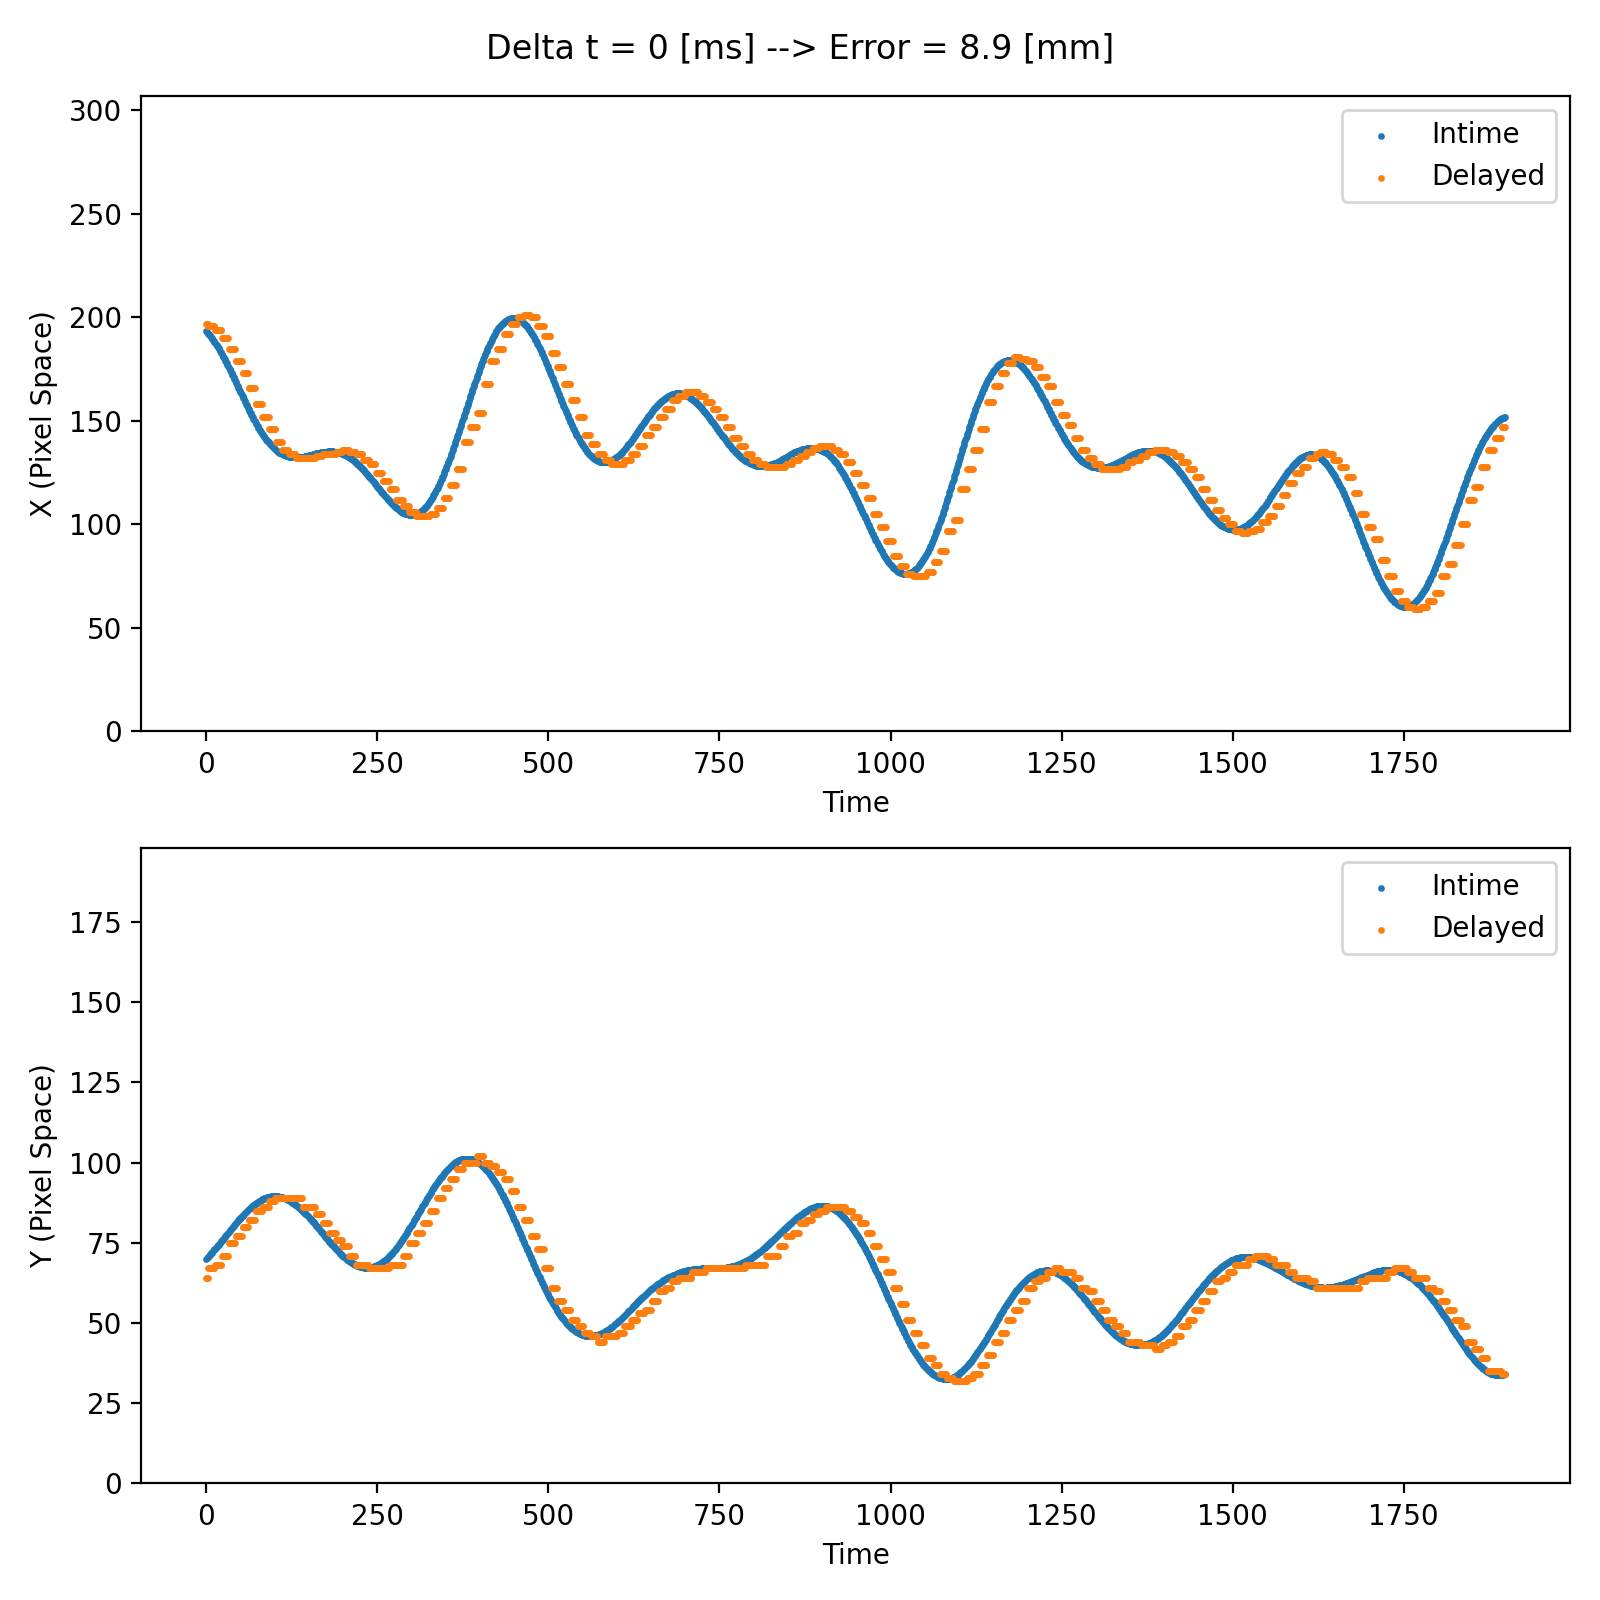 Delta t = 0 [ms] --> Error = 8.9 [mm]
300
250
200
150
100
50
0
X (Pixel Space)
Intime
Delayed
0 250 500 750 1000 1250 1500 1750
Time
175
150
125
100
75
50
25
0
Y (Pixel Space)
Intime
Delayed
0 250 500 750 1000 1250 1500 1750
Time